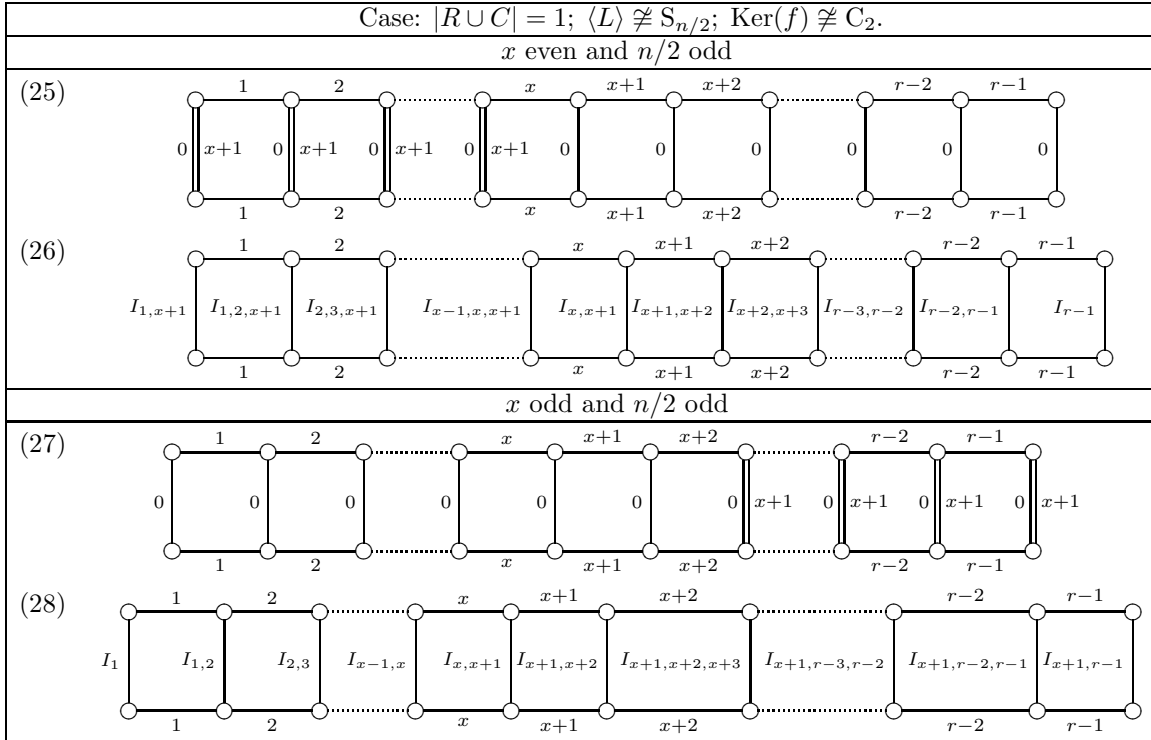 Case: |R ∪ C| = 1; ⟨L⟩ ≇ S_{n/2}; Ker(f) ≇ C_2.
x even and n/2 odd
(25)
1 2 x x+1 x+2 r−2 r−1
0 x+1 0 x+1 0 x+1 0 x+1 0 0 0 0 0 0
1 2 x x+1 x+2 r−2 r−1
(26)
1 2 x x+1 x+2 r−2 r−1
I_{1,x+1} I_{1,2,x+1} I_{2,3,x+1} I_{x−1,x,x+1} I_{x,x+1} I_{x+1,x+2} I_{x+2,x+3} I_{r−3,r−2} I_{r−2,r−1} I_{r−1}
1 2 x x+1 x+2 r−2 r−1
x odd and n/2 odd
(27)
1 2 x x+1 x+2 r−2 r−1
0 0 0 0 0 0 0 x+1 0 x+1 0 x+1 0 x+1
1 2 x x+1 x+2 r−2 r−1
(28)
1 2 x x+1 x+2 r−2 r−1
I_1 I_{1,2} I_{2,3} I_{x−1,x} I_{x,x+1} I_{x+1,x+2} I_{x+1,x+2,x+3} I_{x+1,r−3,r−2} I_{x+1,r−2,r−1} I_{x+1,r−1}
1 2 x x+1 x+2 r−2 r−1